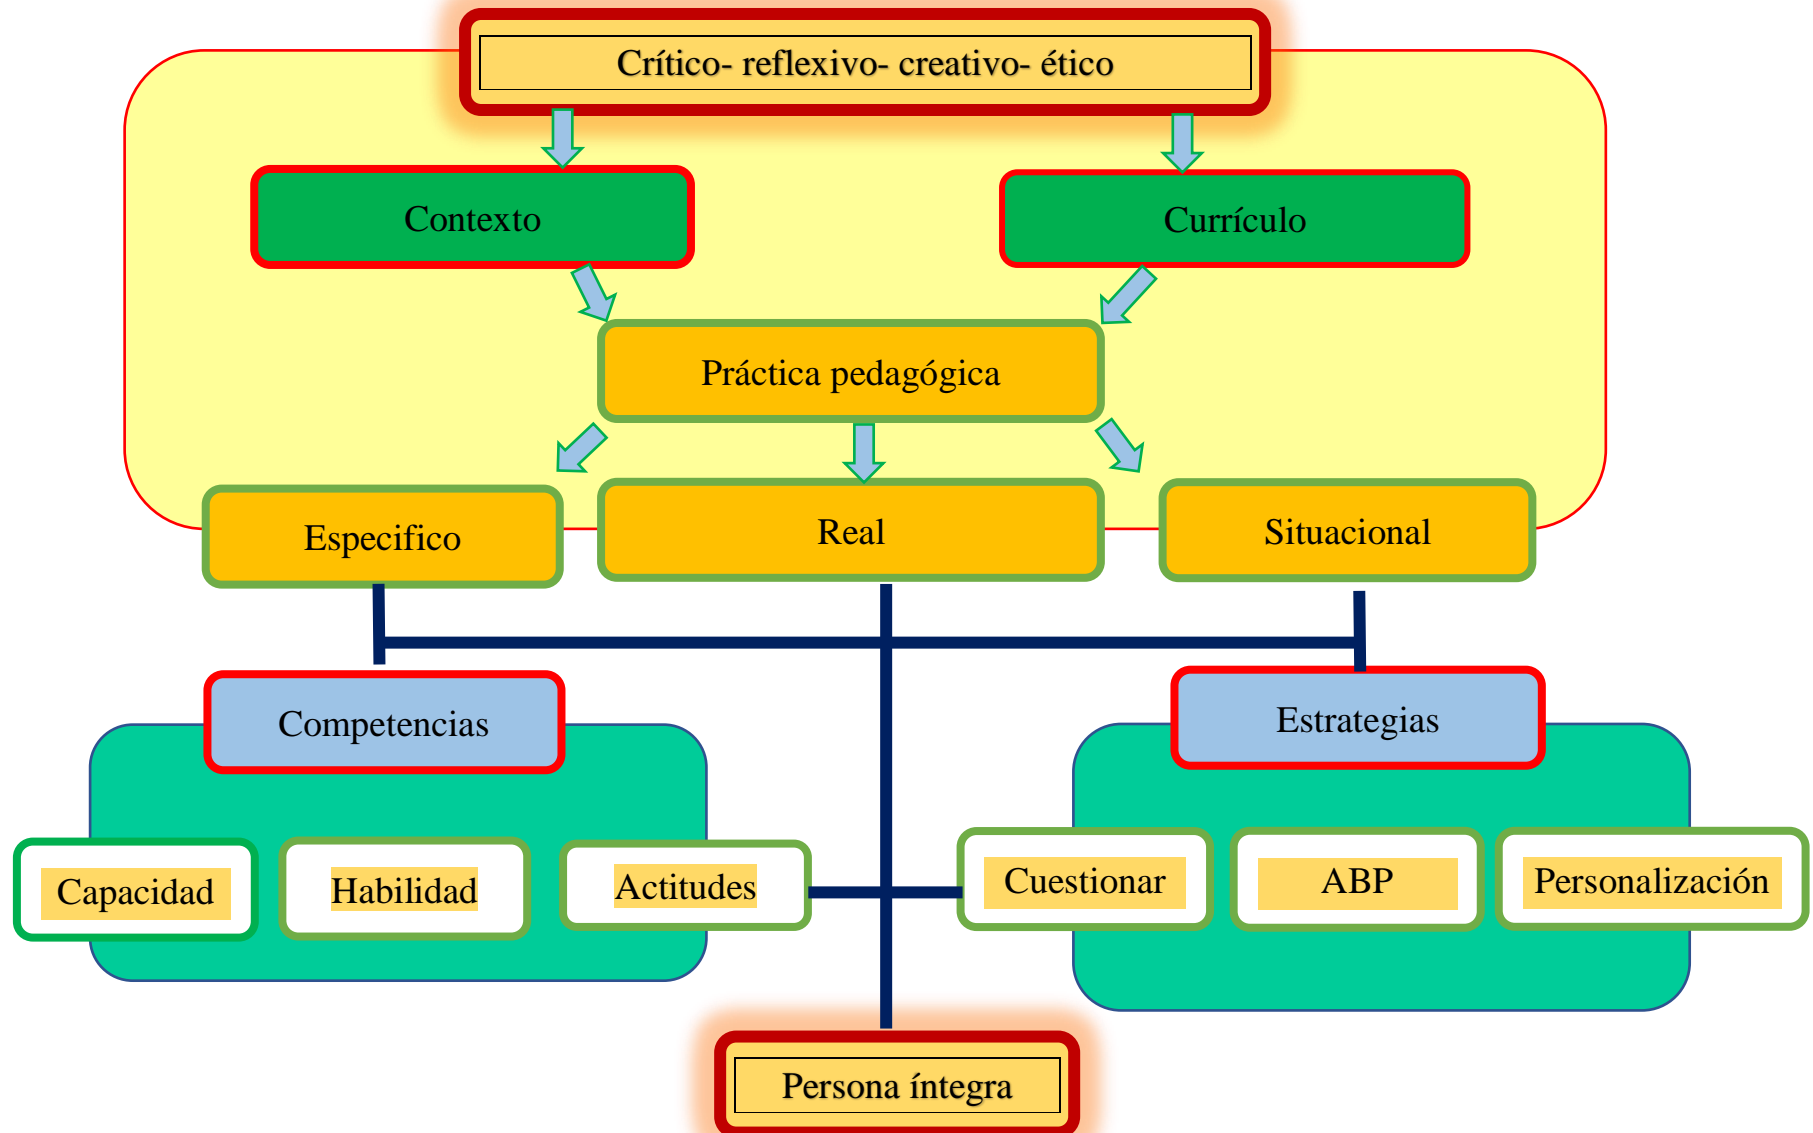 Crítico- reflexivo- creativo- ético
Contexto
Currículo
Práctica pedagógica
Especifico
Real
Situacional
Competencias
Estrategias
Capacidad
Habilidad
Actitudes
Cuestionar
ABP
Personalización
Persona íntegra